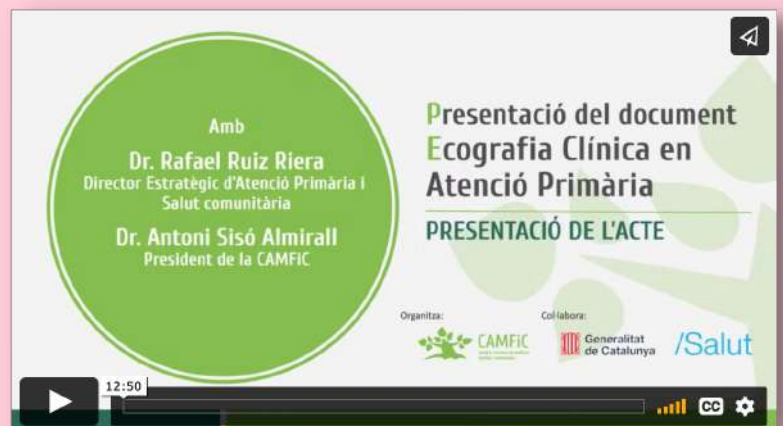 Amb
Dr. Rafael Ruiz Riera
Director Estratègic d'Atenció Primària i
Salut comunitària
Dr. Antoni Sisó Almirall
President de la CAMFiC
Presentació del document
Ecografia Clínica en
Atenció Primària
PRESENTACIÓ DE L'ACTE
Organitza:
CAMFiC
Col·labora:
Generalitat
de Catalunya
/Salut
12:50
CC